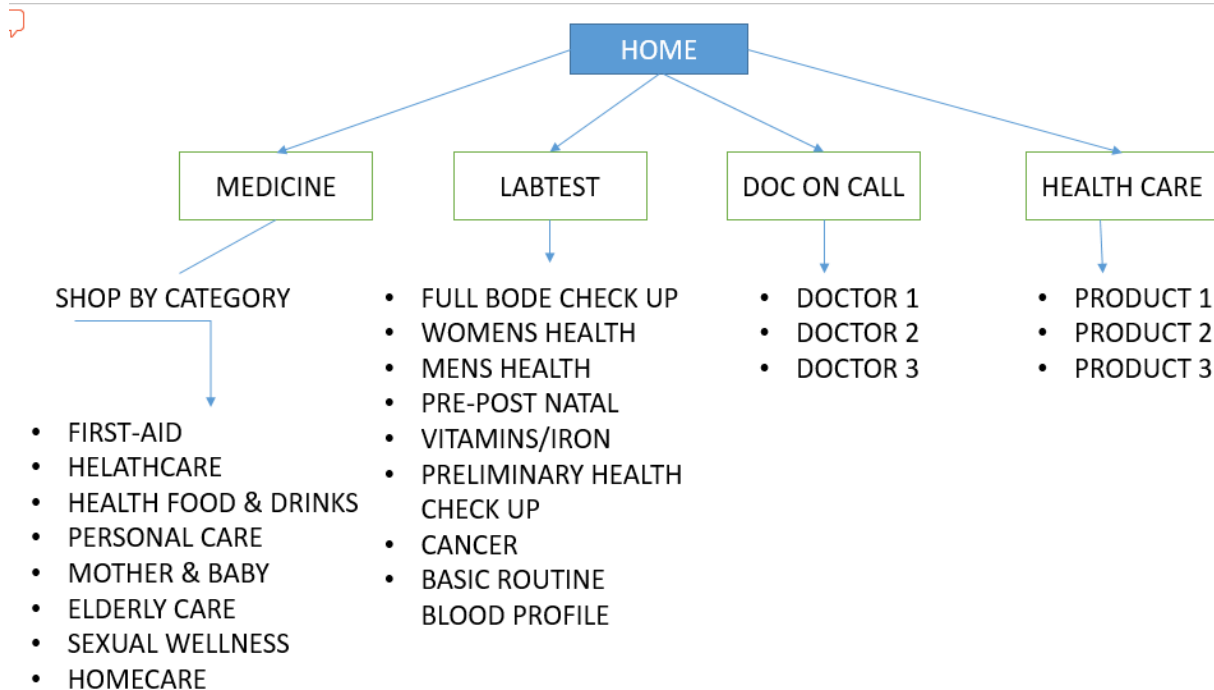 HOME
MEDICINE
LABTEST
DOC ON CALL
HEALTH CARE
SHOP BY CATEGORY
FIRST-AID
HELATHCARE
HEALTH FOOD & DRINKS
PERSONAL CARE
MOTHER & BABY
ELDERLY CARE
SEXUAL WELLNESS
HOMECARE
FULL BODE CHECK UP
WOMENS HEALTH
MENS HEALTH
PRE-POST NATAL
VITAMINS/IRON
PRELIMINARY HEALTH
CHECK UP
CANCER
BASIC ROUTINE
BLOOD PROFILE
DOCTOR 1
DOCTOR 2
DOCTOR 3
PRODUCT 1
PRODUCT 2
PRODUCT 3